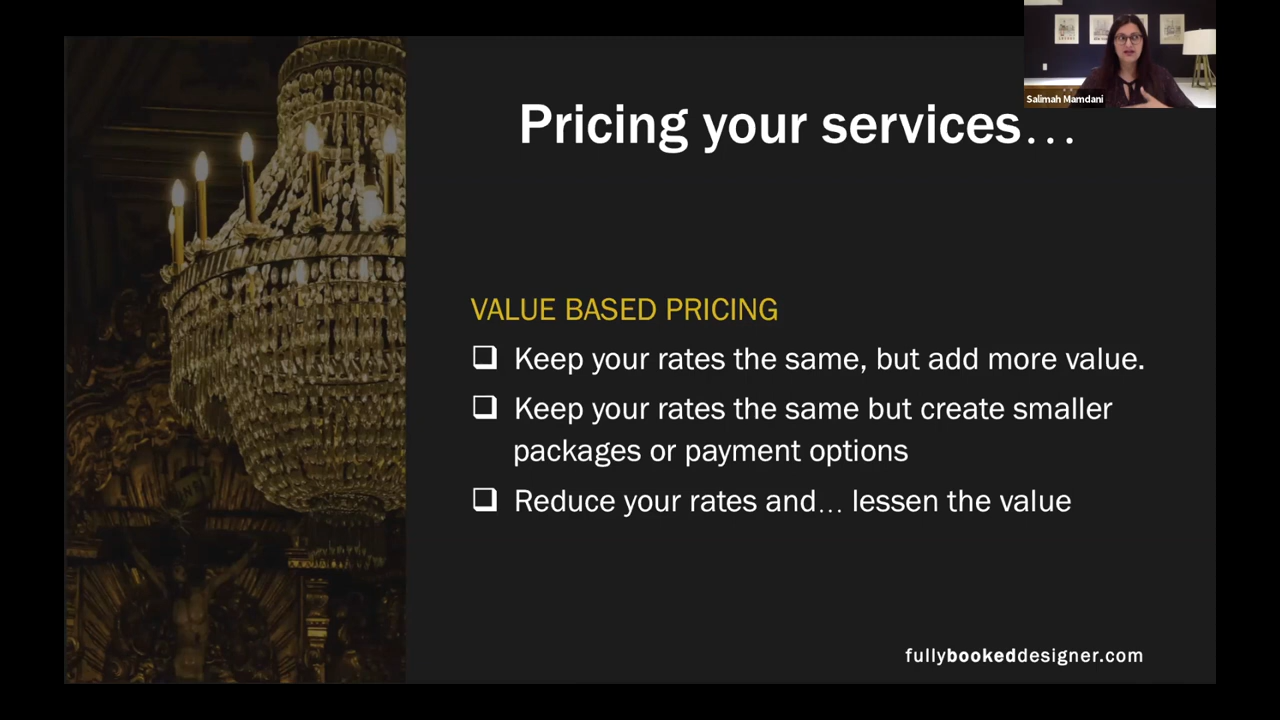 Salimah Mamdani
Pricing your services...
VALUE BASED PRICING
❑ Keep your rates the same, but add more value.
❑ Keep your rates the same but create smaller
packages or payment options
❑ Reduce your rates and... lessen the value
fullybookeddesigner.com